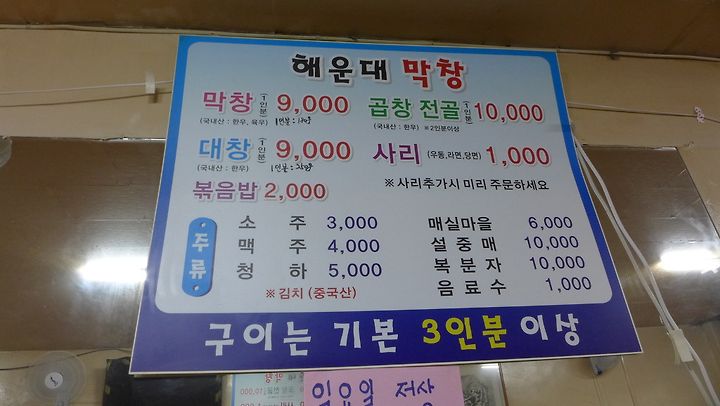 해운대 막창
막창 (1인분) 9,000 곱창 전골 (1인분) 10,000
(국내산 : 한우, 육우) (국내산 : 한우) ※2인분이상
대창 (1인분) 9,000 사리 (우동,라면,당면) 1,000
(국내산 : 한우)
※ 사리추가시 미리 주문하세요
볶음밥 2,000
주류
소 주 3,000 매실마을 6,000
맥 주 4,000 설중매 10,000
청 하 5,000 복분자 10,000
※ 김치 (중국산) 음료수 1,000
구이는 기본 3인분 이상
일요일 정상